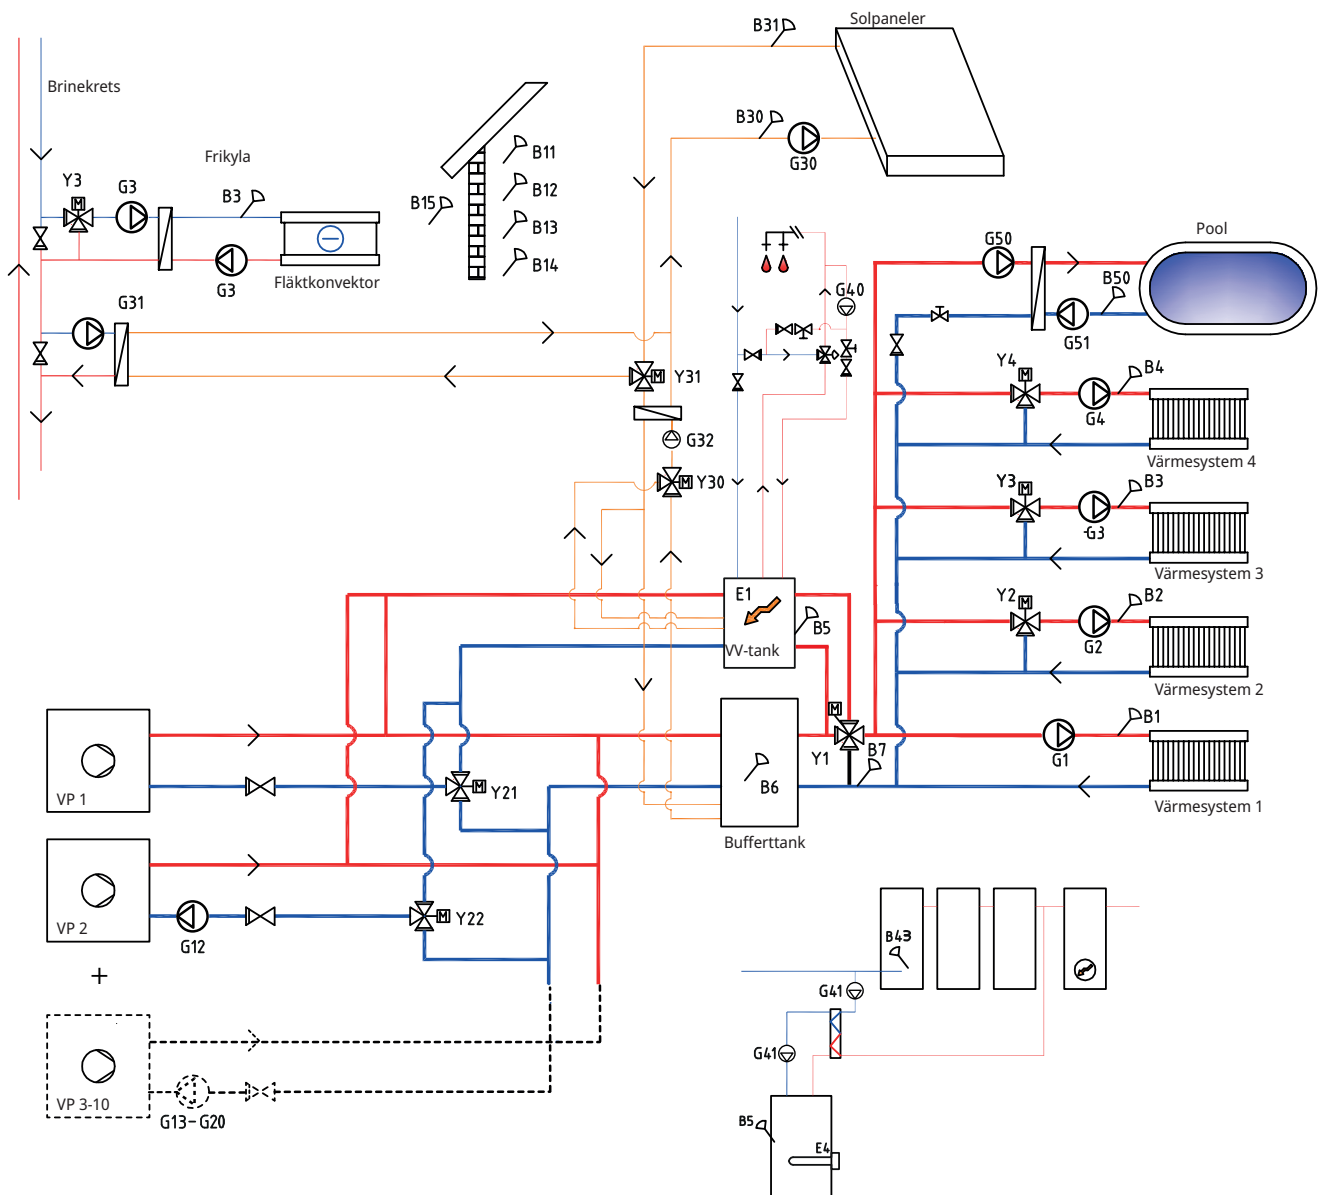 Solpaneler
B31
Brinekrets
B30
G30
Frikyla
B11
Y3
G3
B3
B12
B15
B13
B14
G3
Fläktkonvektor
Pool
G50
B50
G51
G40
G31
Y31
G32
Y30
Y4
B4
G4
Värmesystem 4
Y3
B3
G3
Värmesystem 3
Y2
B2
G2
Värmesystem 2
E1
B5
VV-tank
M
Y1
B7
B1
G1
Värmesystem 1
B6
Bufferttank
VP 1
Y21
VP 2
G12
Y22
+
VP 3-10
G13-G20
B43
G41
G41
B5
E4
M
M
M
M
M
M
M
M